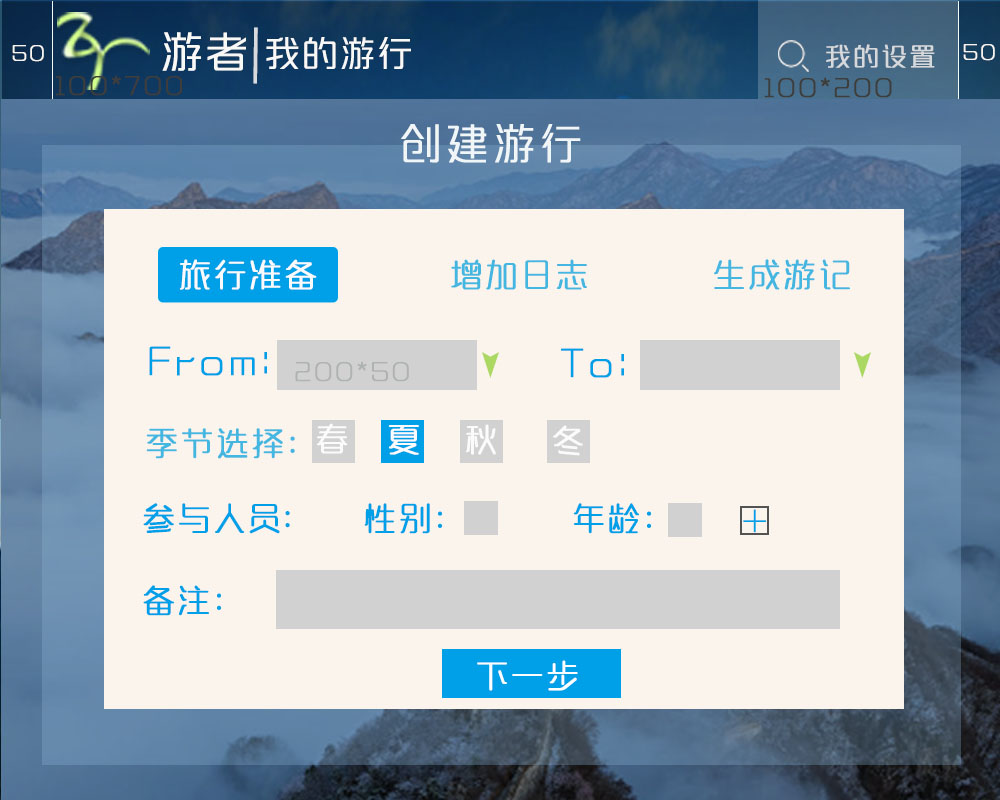 50
游者|我的游行
100*700
我的设置
100*200
50
创建游行
旅行准备 增加日志 生成游记
From: 200*50 To:
季节选择: 春 夏 秋 冬
参与人员: 性别: 年龄:
备注:
下一步